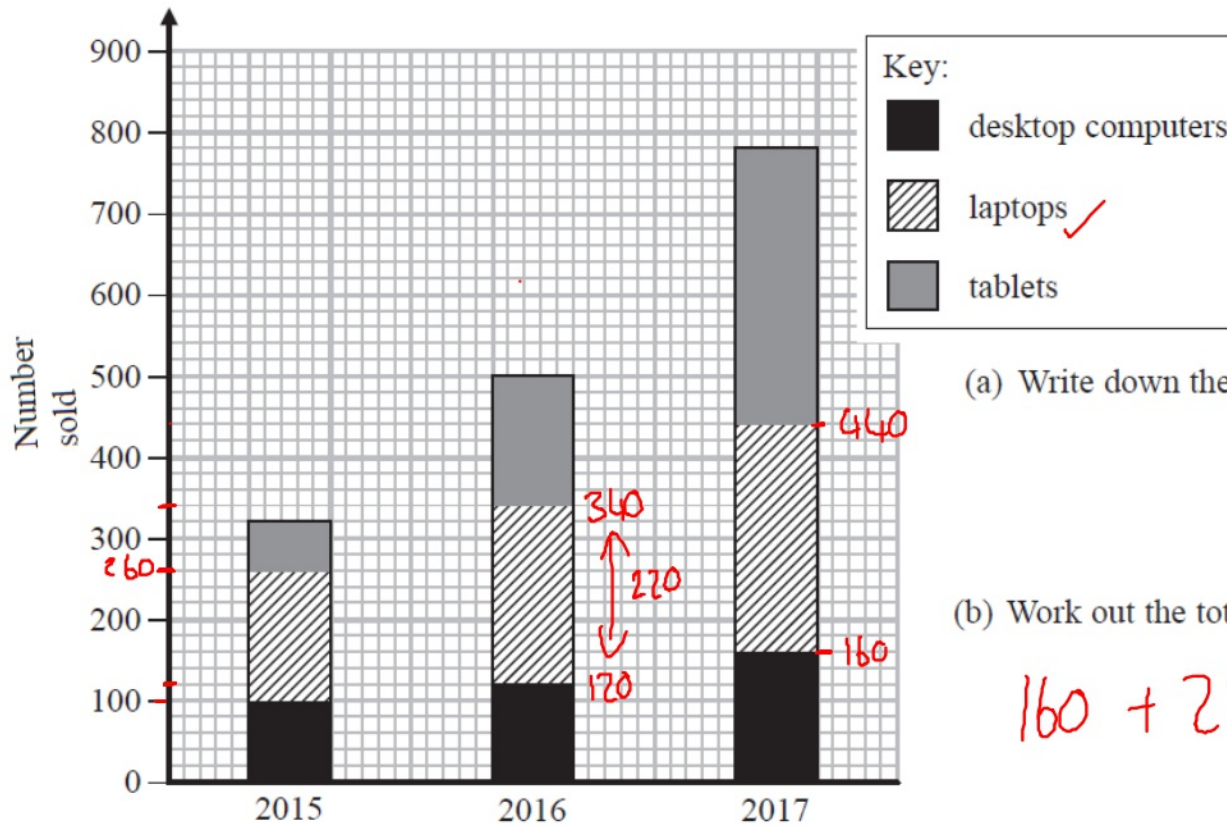 900
800
700
600
500
400
300
200
100
0
Number
sold
2015
2016
2017
Key:
desktop computers
laptops
tablets
260
340
220
120
440
160
(a) Write down the
(b) Work out the tot
160 + 2